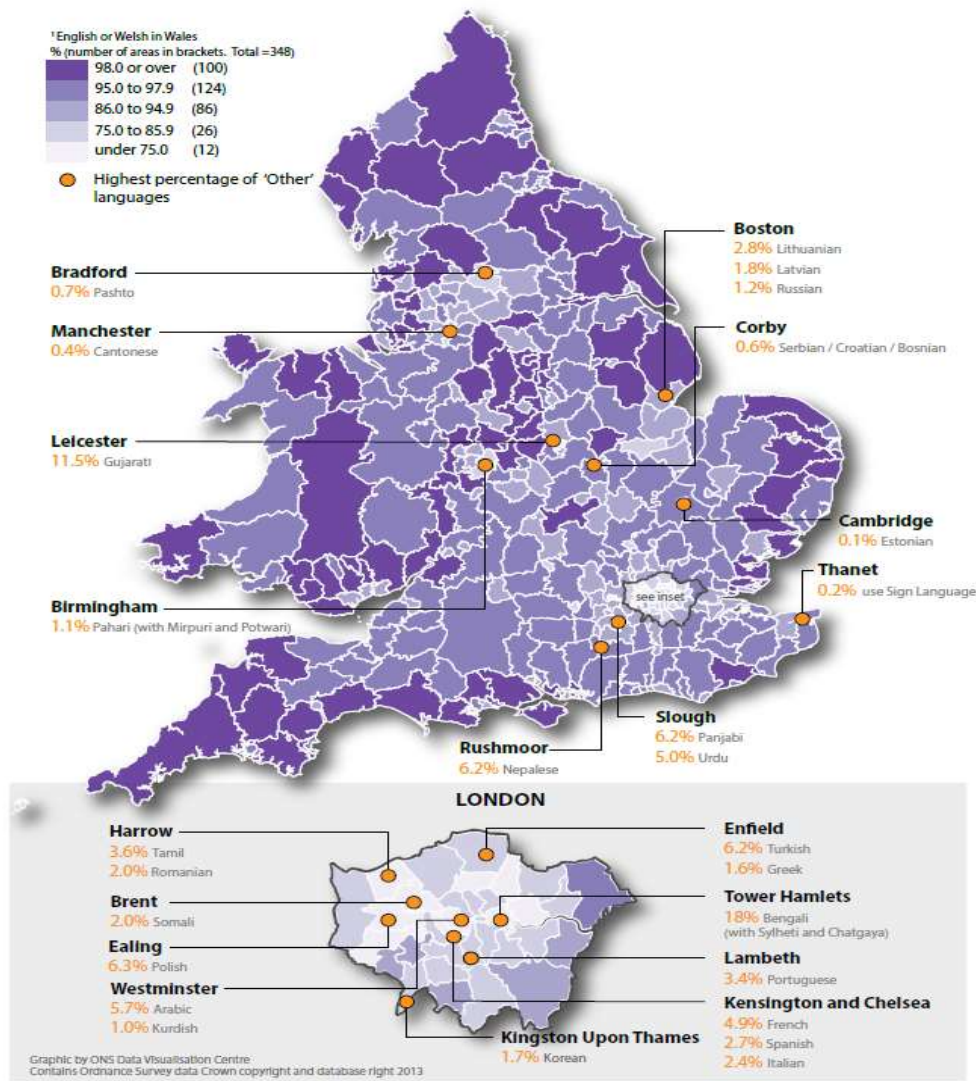 ¹English or Welsh in Wales
% (number of areas in brackets. Total =348)
98.0 or over (100)
95.0 to 97.9 (124)
86.0 to 94.9 (86)
75.0 to 85.9 (26)
under 75.0 (12)
Highest percentage of 'Other'
languages
Boston
2.8% Lithuanian
1.8% Latvian
1.2% Russian
Bradford
0.7% Pashto
Manchester
0.4% Cantonese
Corby
0.6% Serbian / Croatian / Bosnian
Leicester
11.5% Gujarati
Cambridge
0.1% Estonian
Thanet
0.2% use Sign Language
see inset
Birmingham
1.1% Pahari (with Mirpuri and Potwari)
Slough
6.2% Panjabi
5.0% Urdu
Rushmoor
6.2% Nepalese
LONDON
Harrow
3.6% Tamil
2.0% Romanian
Brent
2.0% Somali
Ealing
6.3% Polish
Westminster
5.7% Arabic
1.0% Kurdish
Enfield
6.2% Turkish
1.6% Greek
Tower Hamlets
18% Bengali
(with Sylheti and Chatgaya)
Lambeth
3.4% Portuguese
Kensington and Chelsea
4.9% French
2.7% Spanish
2.4% Italian
Kingston Upon Thames
1.7% Korean
Graphic by ONS Data Visualisation Centre
Contains Ordnance Survey data Crown copyright and database right 2013